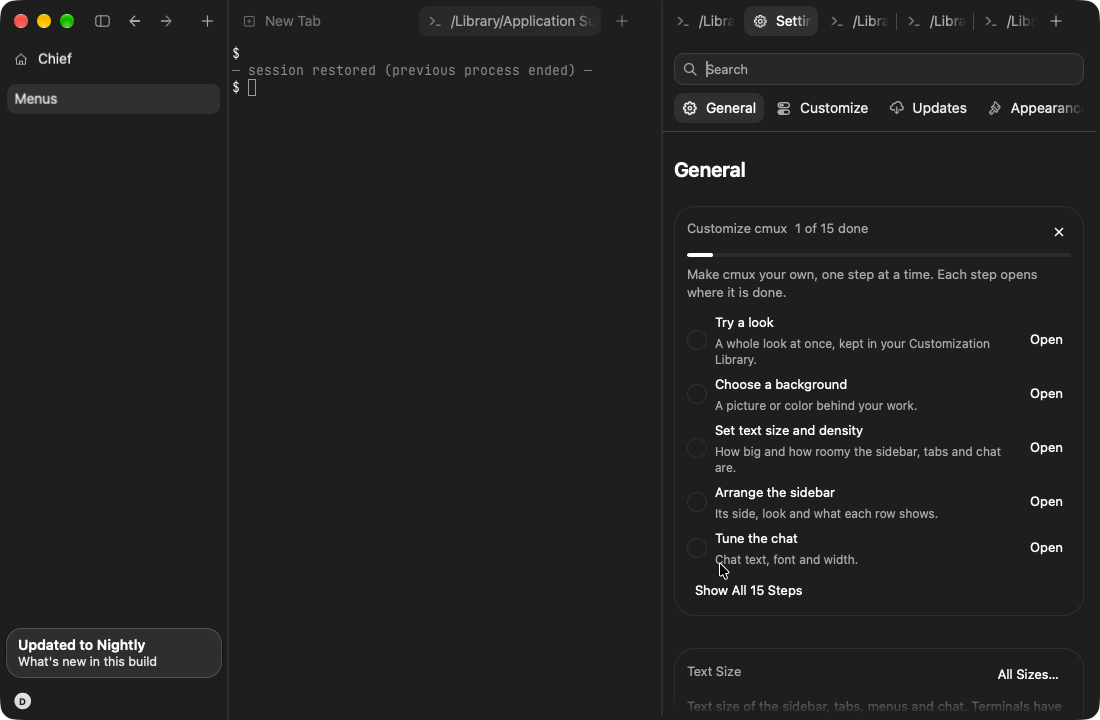 New Tab
/Library/Application Su
/Libra
Settin
/Libra
/Libra
/Libr
Chief
Menus
$
— session restored (previous process ended) —
$
Search
General
Customize
Updates
Appearanc
General
Customize cmux 1 of 15 done
Make cmux your own, one step at a time. Each step opens
where it is done.
Try a look
A whole look at once, kept in your Customization
Library.
Open
Choose a background
A picture or color behind your work.
Open
Set text size and density
How big and how roomy the sidebar, tabs and chat
are.
Open
Arrange the sidebar
Its side, look and what each row shows.
Open
Tune the chat
Chat text, font and width.
Open
Show All 15 Steps
Text Size
All Sizes...
Text size of the sidebar, tabs, menus and chat. Terminals have
Updated to Nightly
What's new in this build
D